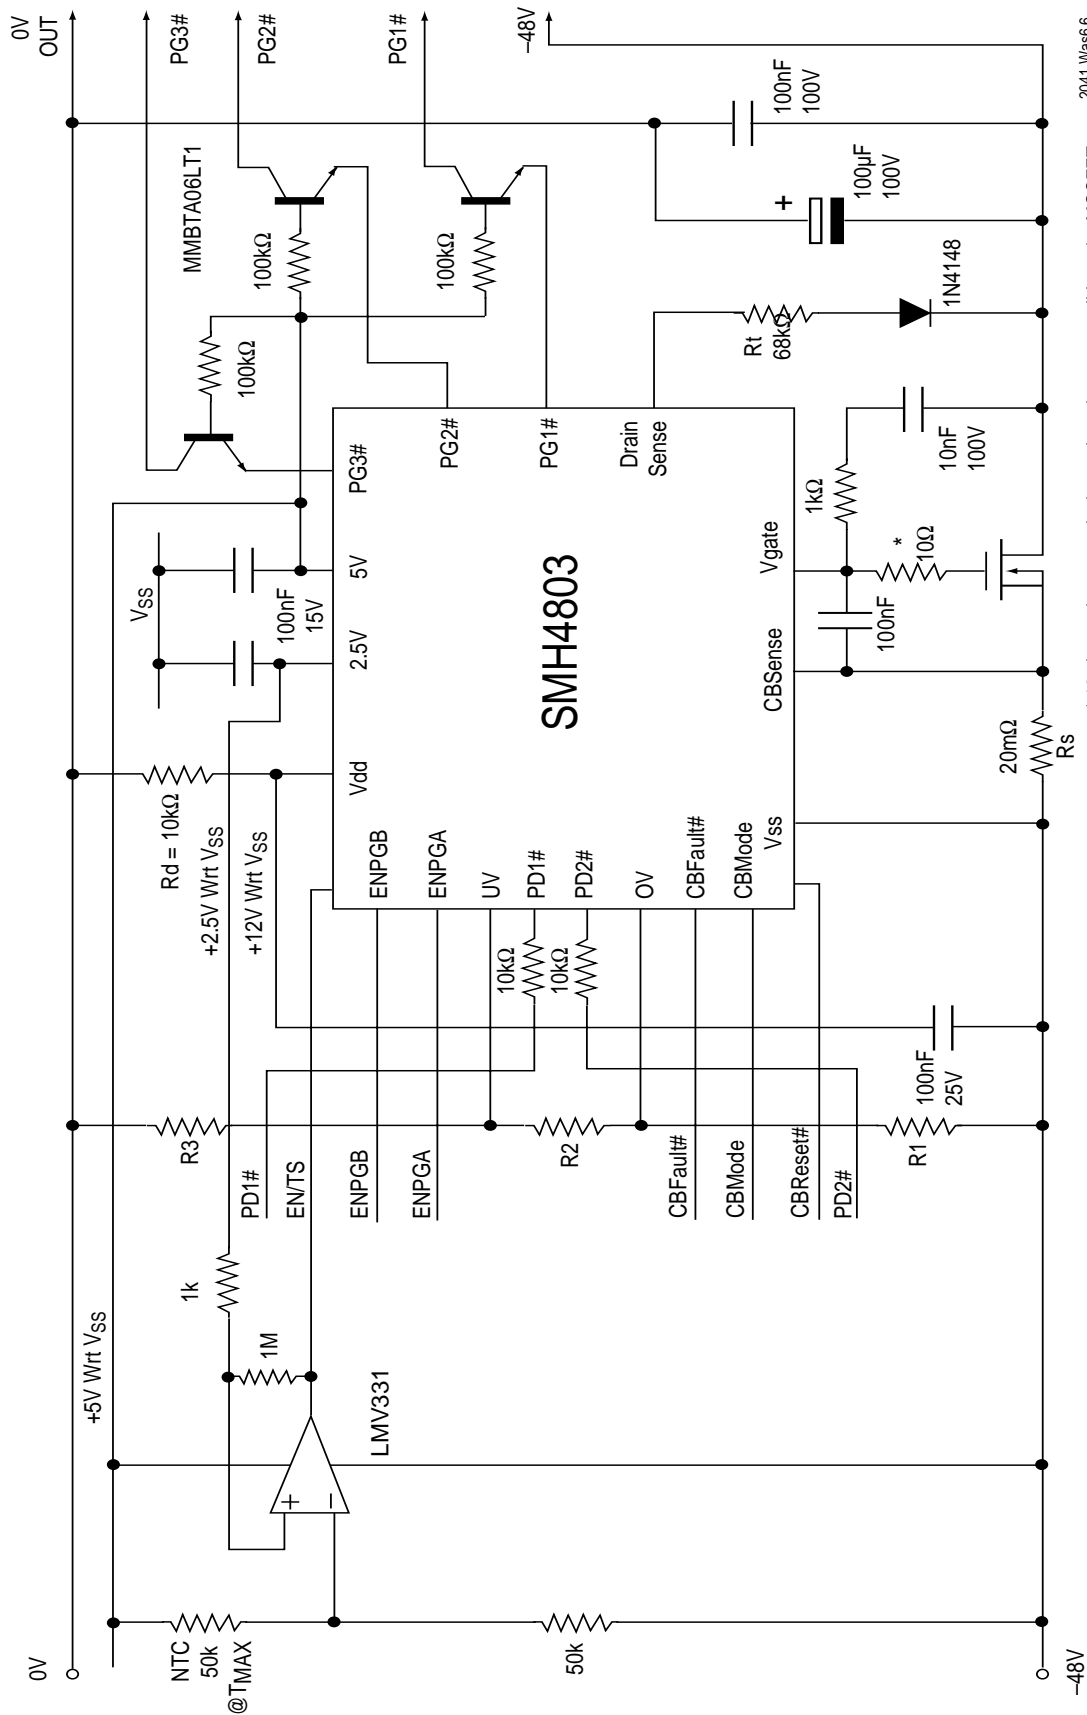 0V
+5V Wrt VSS
0V
OUT
PG3#
PG2#
PG1#
–48V
NTC
50k
@TMAX
50k
–48V
LMV331
+
–
1M
1k
PD1#
EN/TS
ENPGB
ENPGA
CBFault#
CBMode
CBReset#
PD2#
R3
R2
R1
100nF
25V
Rd = 10kΩ
+2.5V Wrt VSS
+12V Wrt VSS
VSS
100nF
15V
10kΩ
10kΩ
Vdd
2.5V
5V
PG3#
ENPGB
ENPGA
UV
PD1#
PD2#
OV
CBFault#
CBMode
Vss
CBSense
Vgate
SMH4803
PG2#
PG1#
Drain
Sense
100kΩ
MMBTA06LT1
100kΩ
100kΩ
Rt
68kΩ
1N4148
+
100µF
100V
100nF
100V
1kΩ
10nF
100V
*
10Ω
100nF
20mΩ
Rs